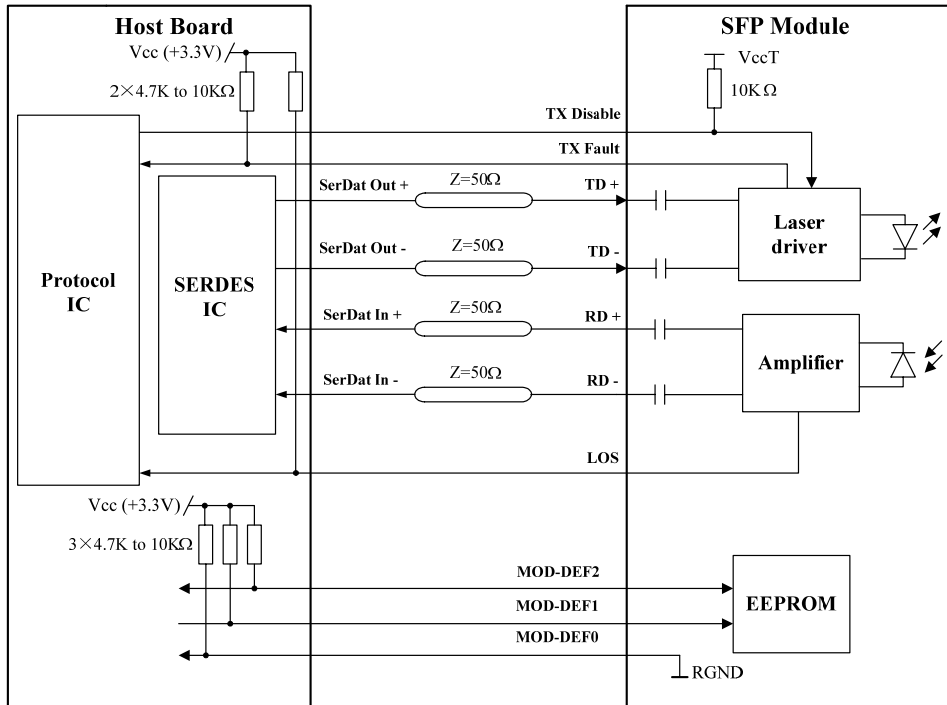 Host Board
SFP Module
Vcc (+3.3V)
VccT
2×4.7K to 10KΩ
10K Ω
TX Disable
TX Fault
SerDat Out +
Z=50Ω
TD +
SerDat Out -
Z=50Ω
TD -
Laser
driver
Protocol
IC
SERDES
IC
SerDat In +
Z=50Ω
RD +
SerDat In -
Z=50Ω
RD -
Amplifier
LOS
Vcc (+3.3V)
3×4.7K to 10KΩ
MOD-DEF2
MOD-DEF1
MOD-DEF0
EEPROM
RGND